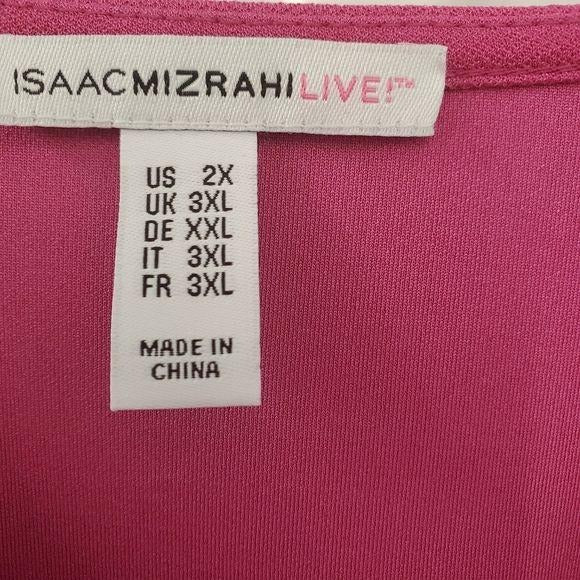 ISAACMIZRAHILIVE!™
US 2X
UK 3XL
DE XXL
IT 3XL
FR 3XL
MADE IN
CHINA